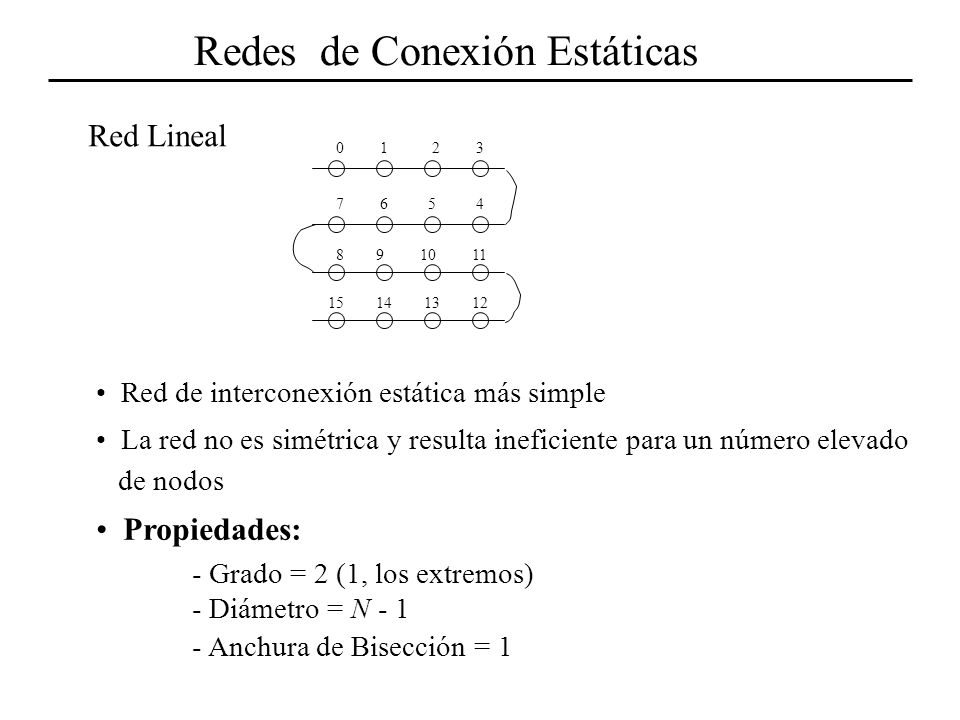 Redes de Conexión Estáticas
Red Lineal
0 1 2 3
7 6 5 4
8 9 10 11
15 14 13 12
• Red de interconexión estática más simple
• La red no es simétrica y resulta ineficiente para un número elevado
de nodos
• Propiedades:
- Grado = 2 (1, los extremos)
- Diámetro = N - 1
- Anchura de Bisección = 1